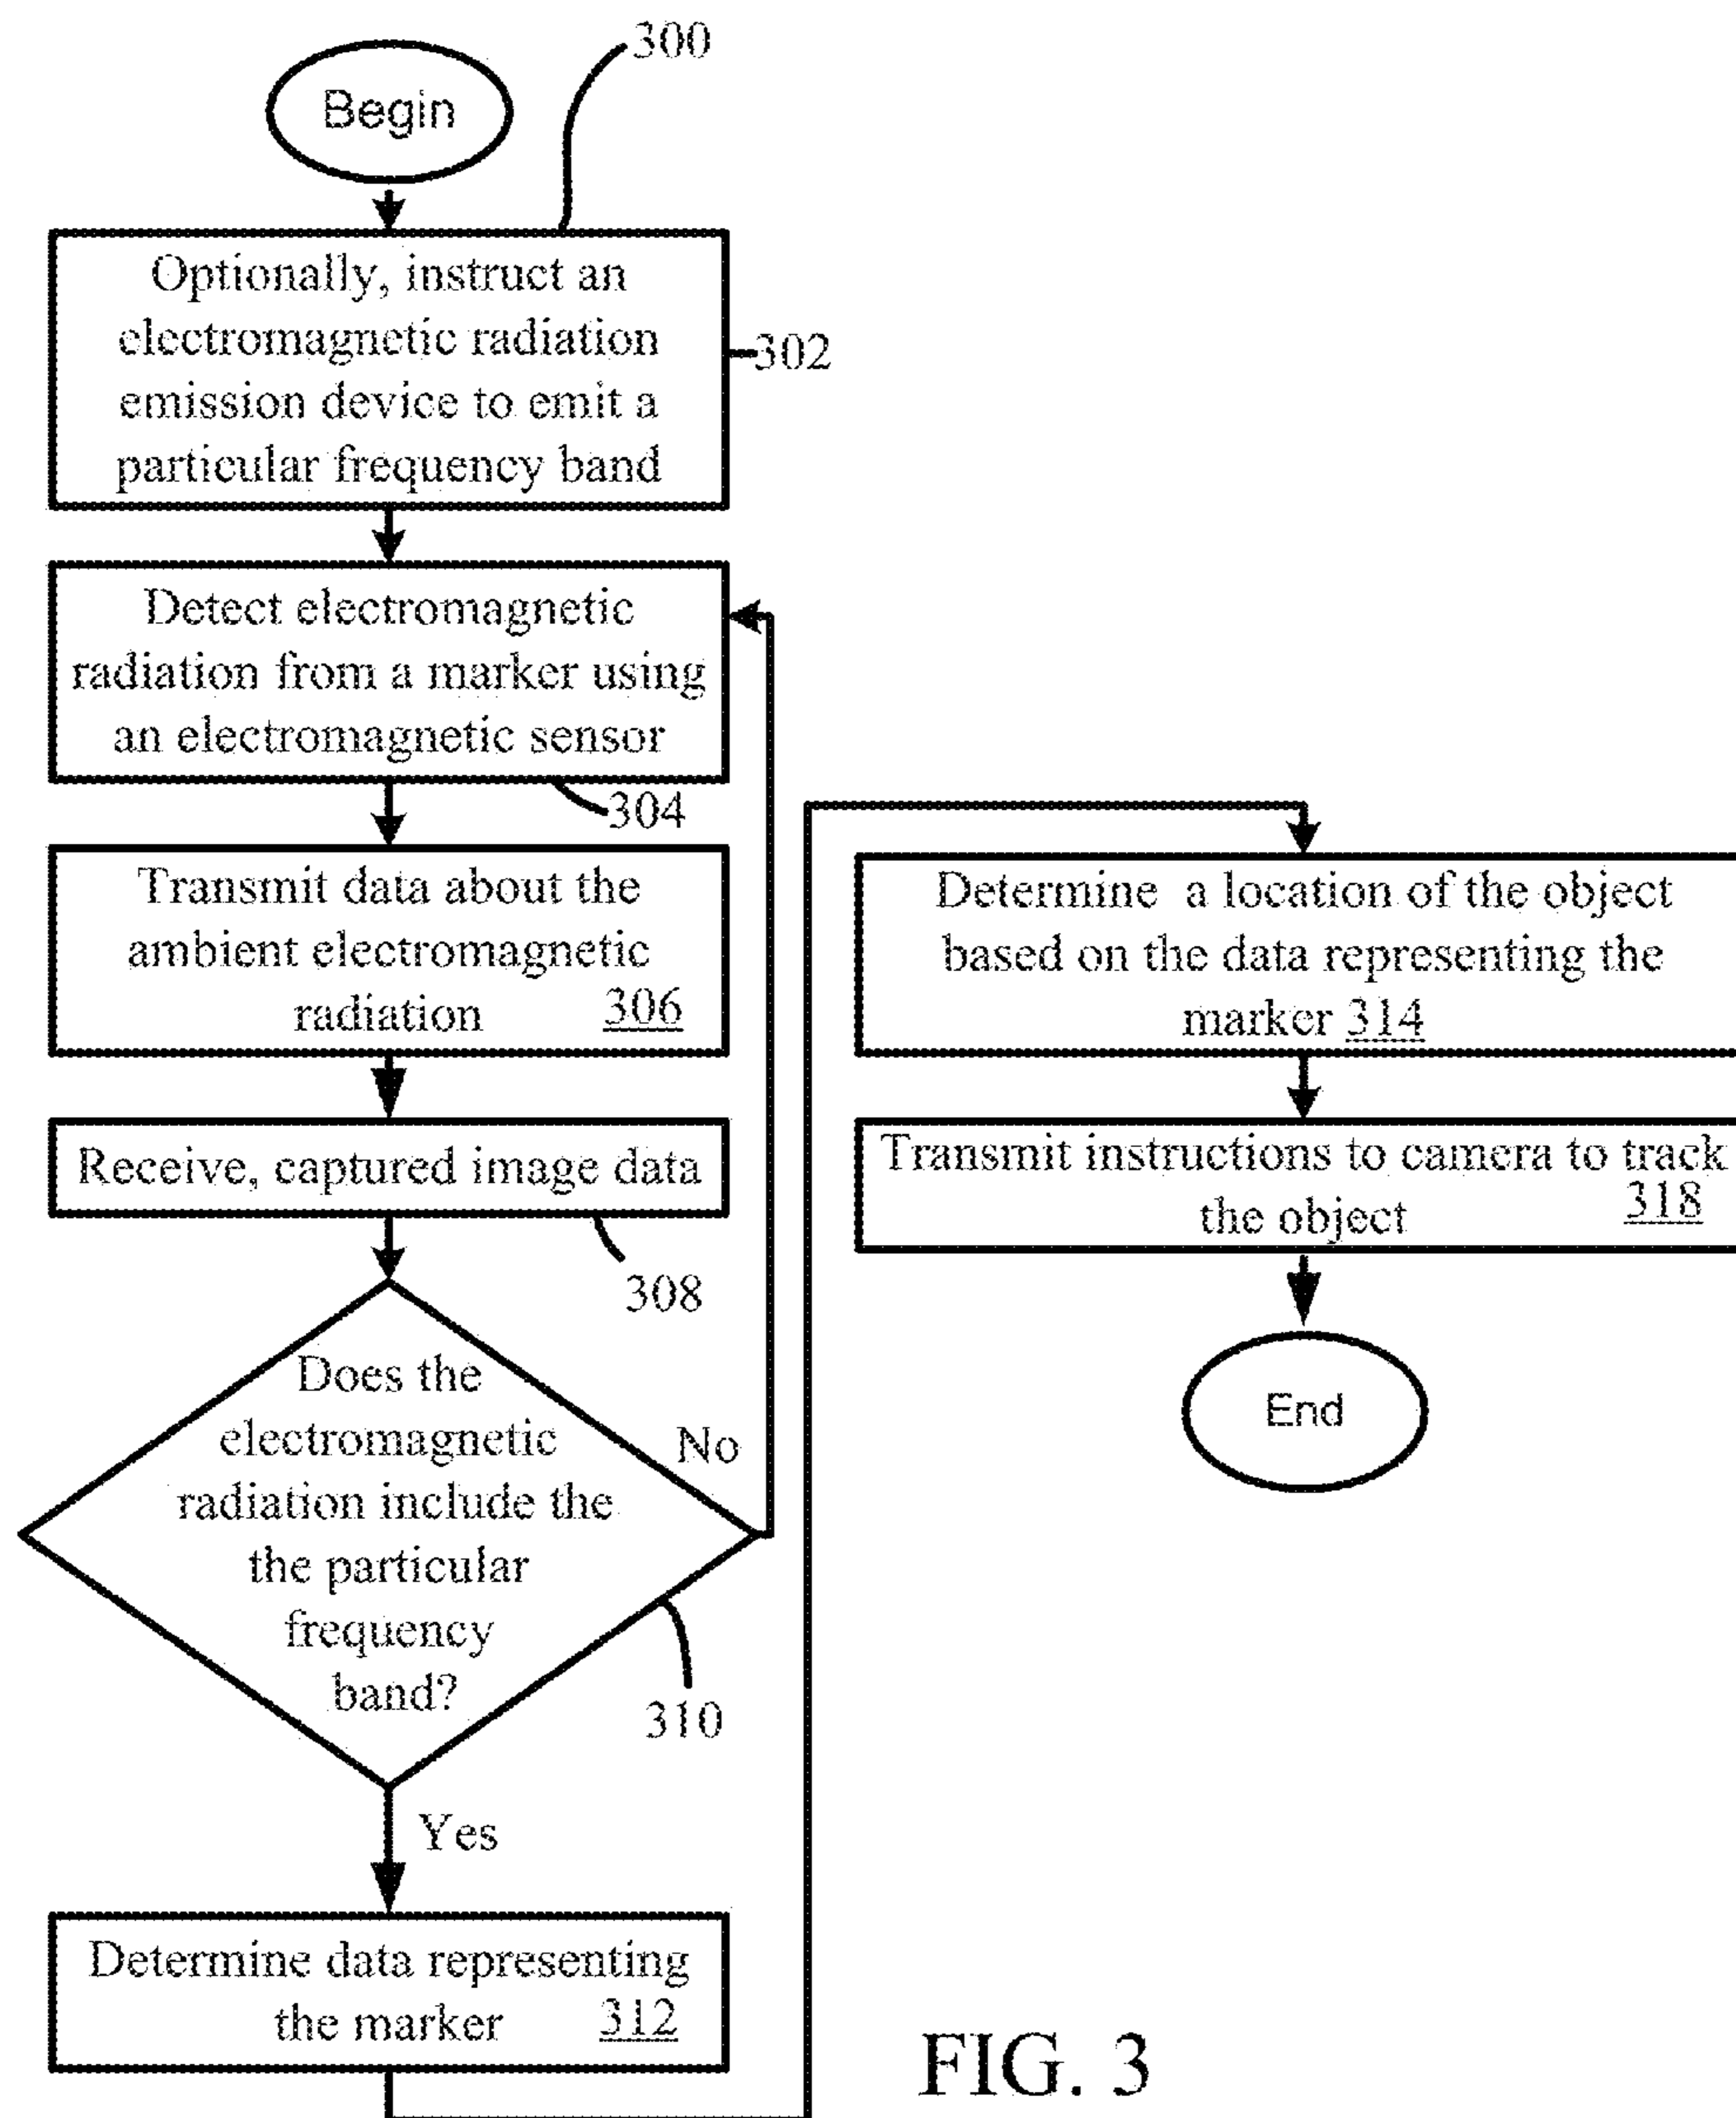 300
Begin
Optionally, instruct an
electromagnetic radiation
emission device to emit a
particular frequency band
302
Detect electromagnetic
radiation from a marker using
an electromagnetic sensor
304
Transmit data about the
ambient electromagnetic
radiation 306
Receive, captured image data
308
Does the
electromagnetic
radiation include the
the particular
frequency
band?
No
310
Yes
Determine data representing
the marker 312
Determine a location of the object
based on the data representing the
marker 314
Transmit instructions to camera to track
the object 318
End
FIG. 3